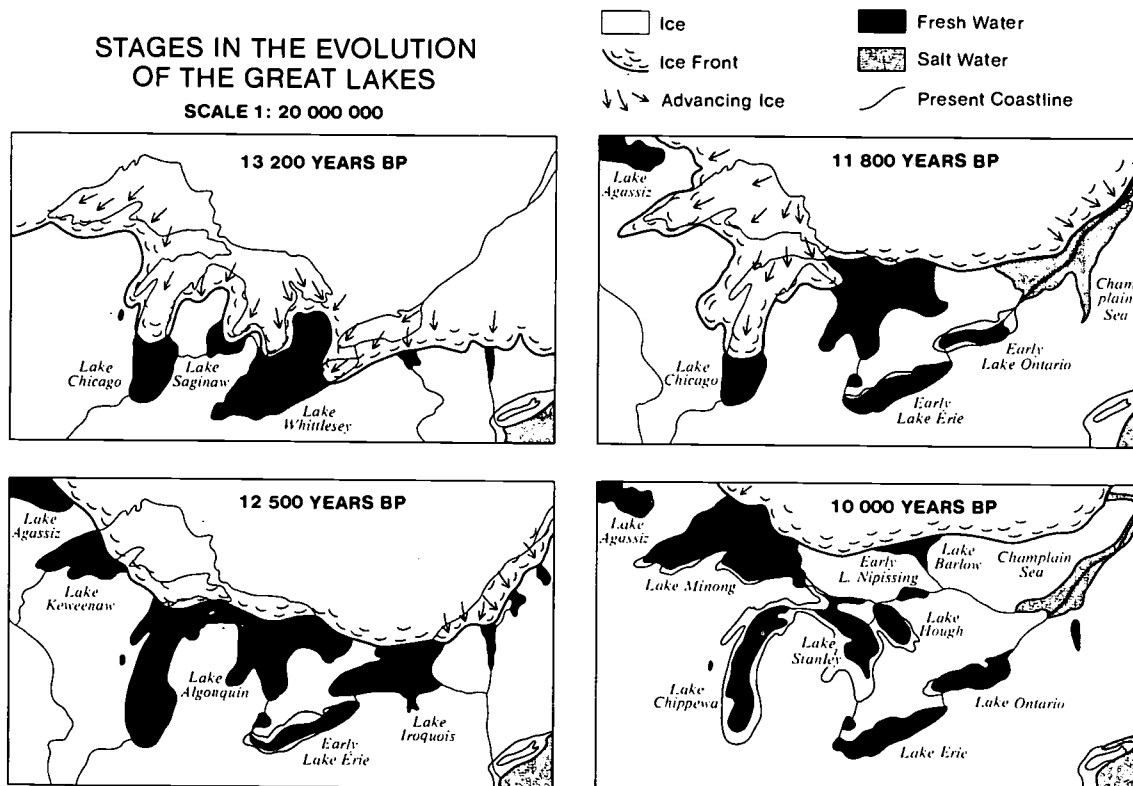 STAGES IN THE EVOLUTION
OF THE GREAT LAKES
SCALE 1: 20 000 000
Ice
Ice Front
Advancing Ice
Fresh Water
Salt Water
Present Coastline
13 200 YEARS BP
Lake
Chicago
Lake
Saginaw
Lake
Whittlesey
11 800 YEARS BP
Lake
Agassiz
Cham
plain
Sea
Early
Lake Ontario
Lake
Chicago
Early
Lake Érie
12 500 YEARS BP
Lake
Agassiz
Lake
Keweenaw
Lake
Algonquin
Lake
Iroquois
Early
Lake Érie
10 000 YEARS BP
Lake
Agassiz
Lake Minong
Early
L. Nipissing
Lake
Barlow
Champlain
Sea
Lake
Hough
Lake
Stanley
Lake
Chippewa
Lake Ontario
Lake Erie